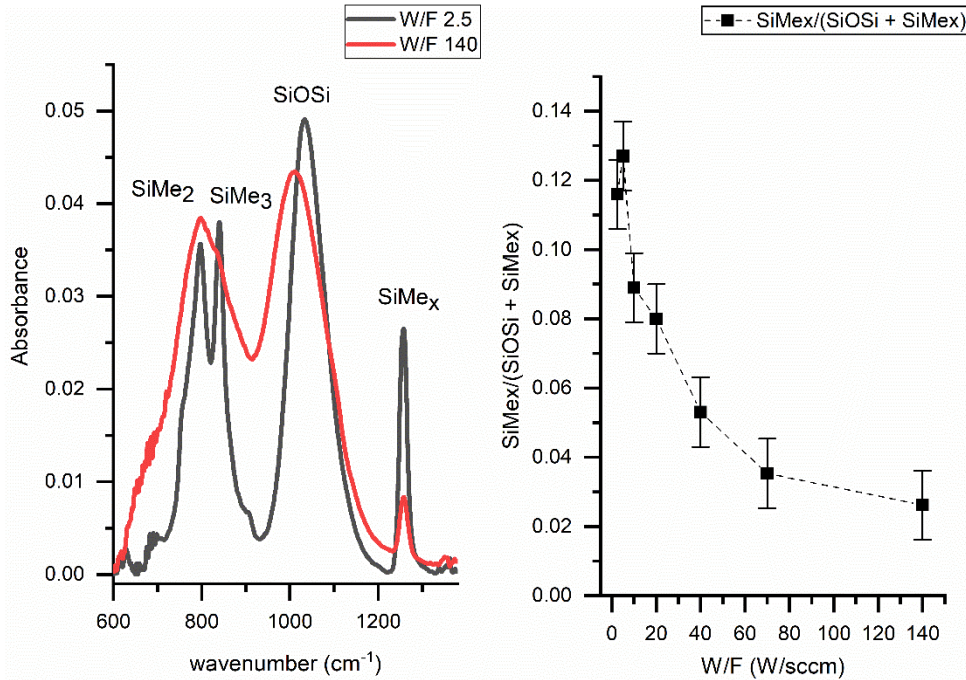 W/F 2.5
W/F 140
SiMe₂
SiMe₃
SiOSi
SiMeₓ
Absorbance
0.05
0.04
0.03
0.02
0.01
0.00
600
800
1000
1200
wavenumber (cm⁻¹)
SiMex/(SiOSi + SiMex)
SiMex/(SiOSi + SiMex)
0.14
0.12
0.10
0.08
0.06
0.04
0.02
0.00
0
20
40
60
80
100
120
140
W/F (W/sccm)